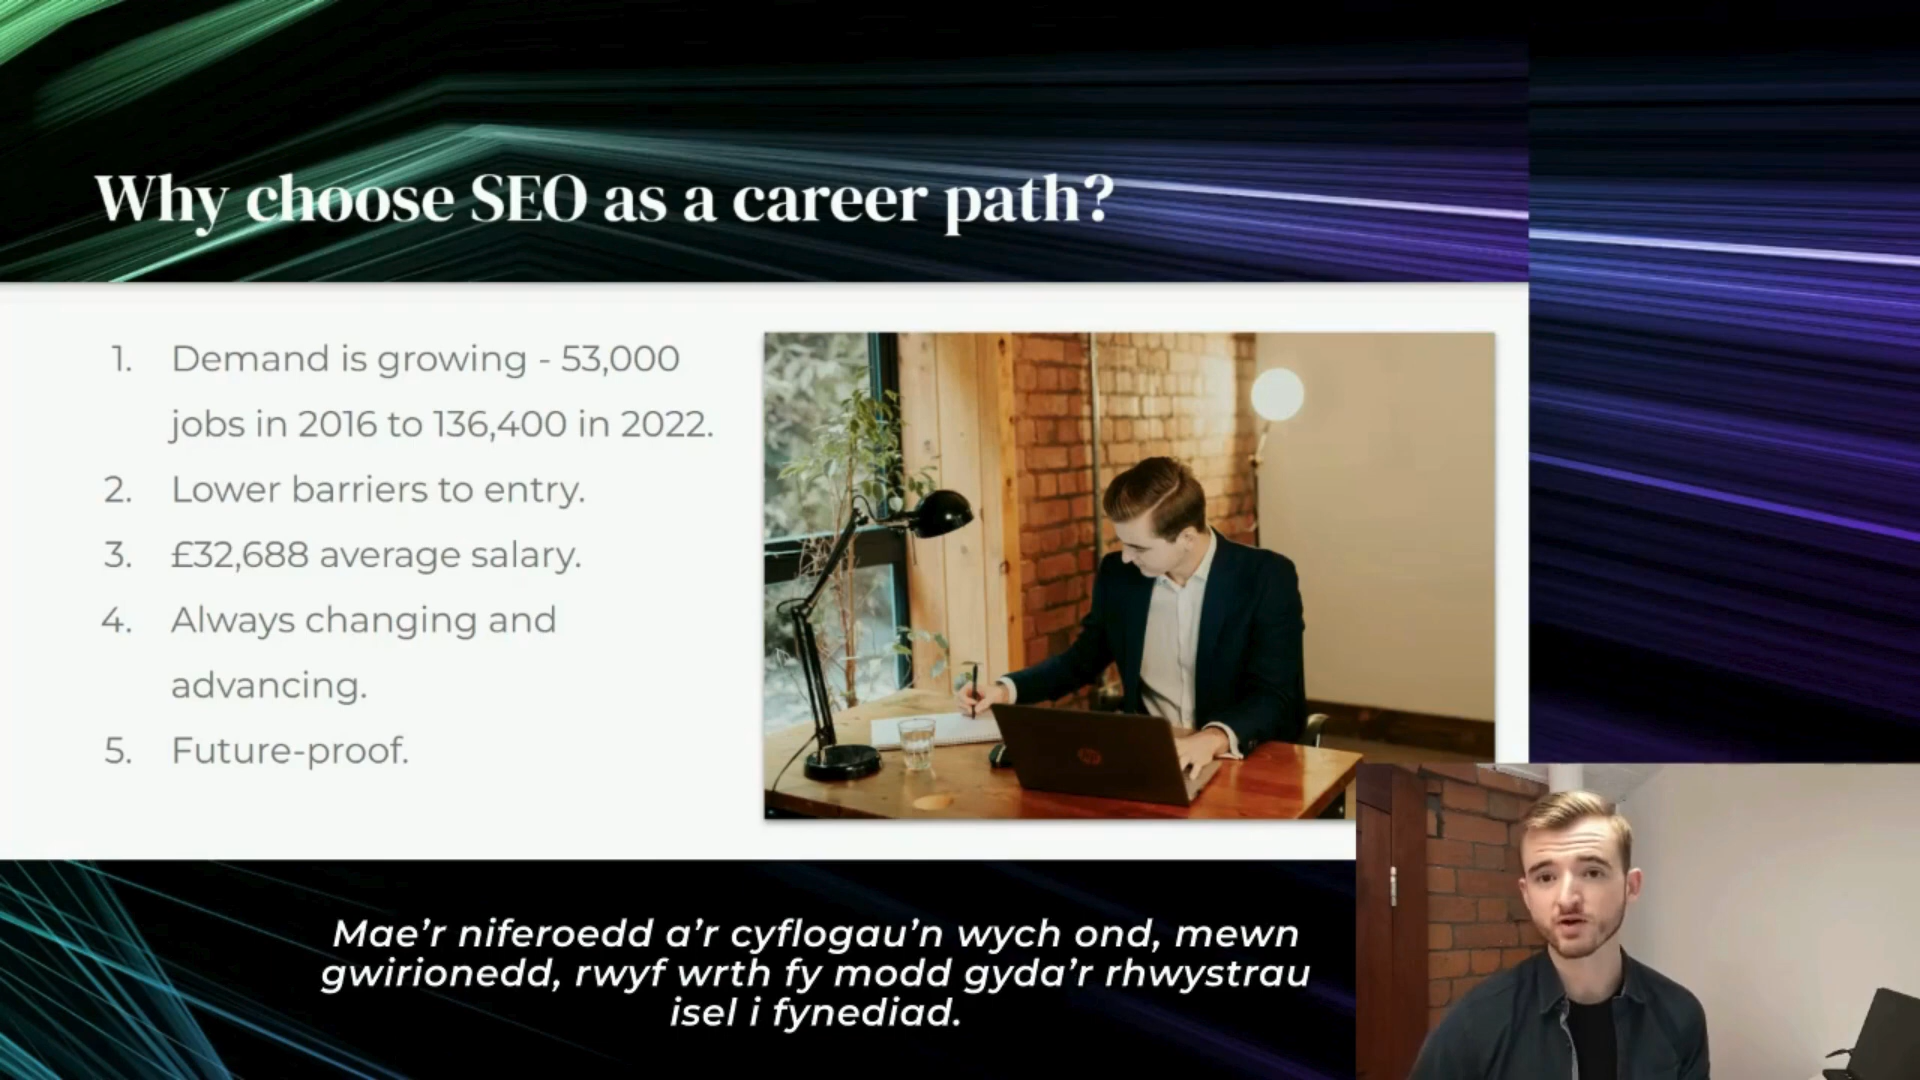 Why choose SEO as a career path?
1. Demand is growing - 53,000
jobs in 2016 to 136,400 in 2022.
2. Lower barriers to entry.
3. £32,688 average salary.
4. Always changing and
advancing.
5. Future-proof.
Mae’r niferoedd a’r cyflogau’n wych ond, mewn
gwirionedd, rwyf wrth fy modd gyda’r rhwystrau
isel i fynediad.